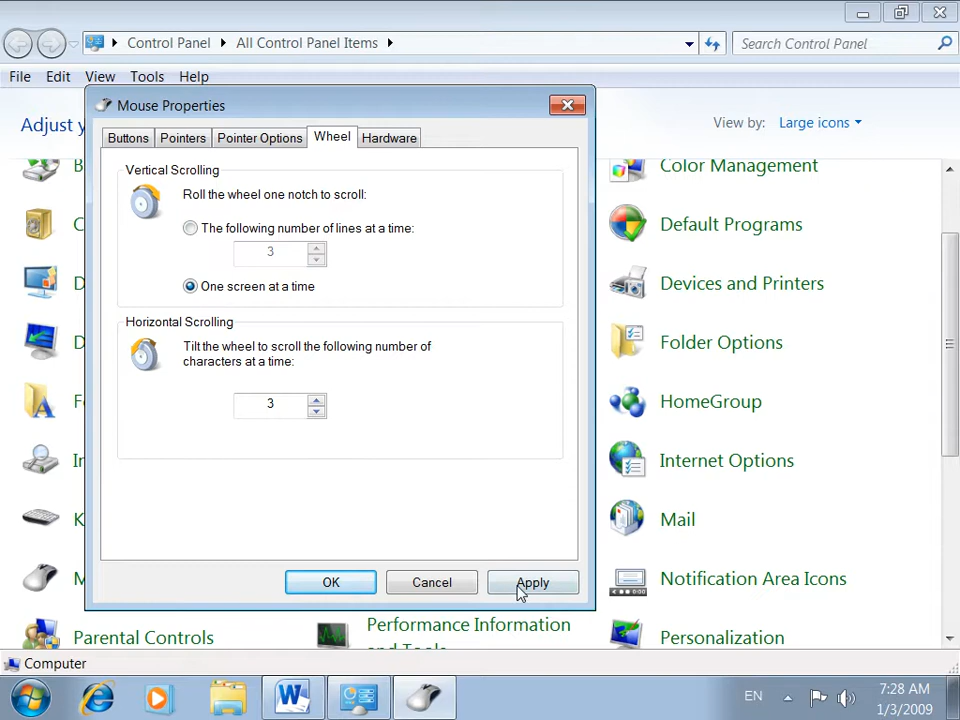 Control Panel
All Control Panel Items
Search Control Panel
File Edit View Tools Help
Adjust y
View by: Large icons
Mouse Properties
Buttons Pointers Pointer Options Wheel Hardware
Vertical Scrolling
Roll the wheel one notch to scroll:
The following number of lines at a time:
3
One screen at a time
Horizontal Scrolling
Tilt the wheel to scroll the following number of
characters at a time:
3
OK Cancel Apply
Color Management
Default Programs
Devices and Printers
Folder Options
HomeGroup
Internet Options
Mail
Notification Area Icons
Parental Controls
Performance Information
Personalization
Computer
EN
7:28 AM
1/3/2009